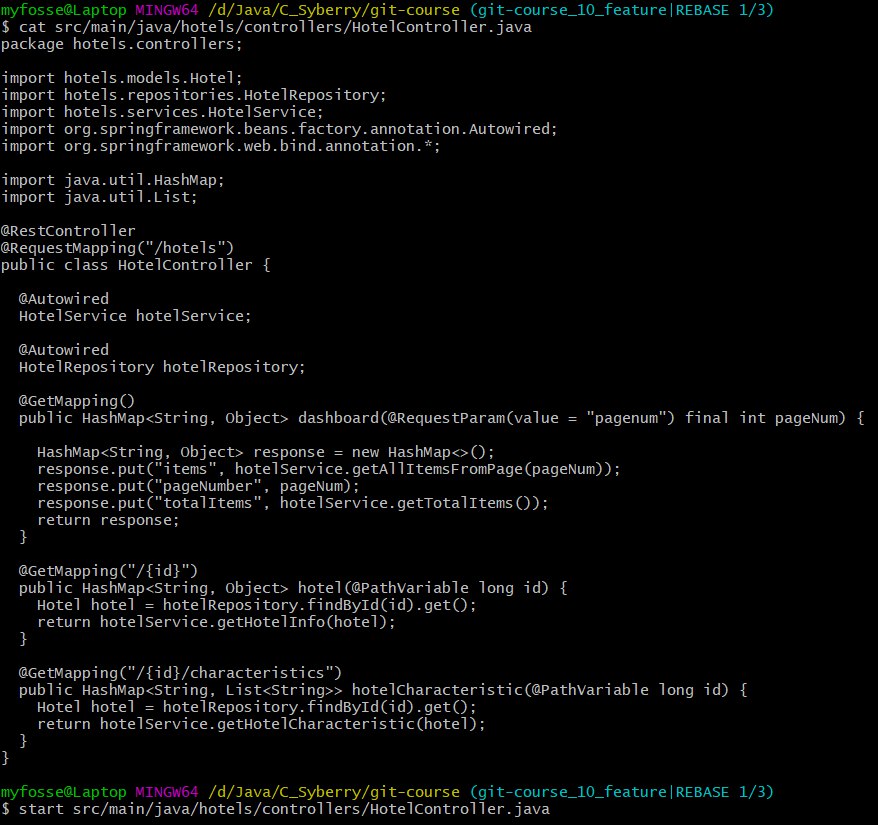 myfosse@Laptop MINGW64 /d/Java/C_Syberry/git-course (git-course_10_feature|REBASE 1/3)
$ cat src/main/java/hotels/controllers/HotelController.java
package hotels.controllers;

import hotels.models.Hotel;
import hotels.repositories.HotelRepository;
import hotels.services.HotelService;
import org.springframework.beans.factory.annotation.Autowired;
import org.springframework.web.bind.annotation.*;

import java.util.HashMap;
import java.util.List;

@RestController
@RequestMapping("/hotels")
public class HotelController {

  @Autowired
  HotelService hotelService;

  @Autowired
  HotelRepository hotelRepository;

  @GetMapping()
  public HashMap<String, Object> dashboard(@RequestParam(value = "pagenum") final int pageNum) {

    HashMap<String, Object> response = new HashMap<>();
    response.put("items", hotelService.getAllItemsFromPage(pageNum));
    response.put("pageNumber", pageNum);
    response.put("totalItems", hotelService.getTotalItems());
    return response;
  }

  @GetMapping("/{id}")
  public HashMap<String, Object> hotel(@PathVariable long id) {
    Hotel hotel = hotelRepository.findById(id).get();
    return hotelService.getHotelInfo(hotel);
  }

  @GetMapping("/{id}/characteristics")
  public HashMap<String, List<String>> hotelCharacteristic(@PathVariable long id) {
    Hotel hotel = hotelRepository.findById(id).get();
    return hotelService.getHotelCharacteristic(hotel);
  }
}

myfosse@Laptop MINGW64 /d/Java/C_Syberry/git-course (git-course_10_feature|REBASE 1/3)
$ start src/main/java/hotels/controllers/HotelController.java